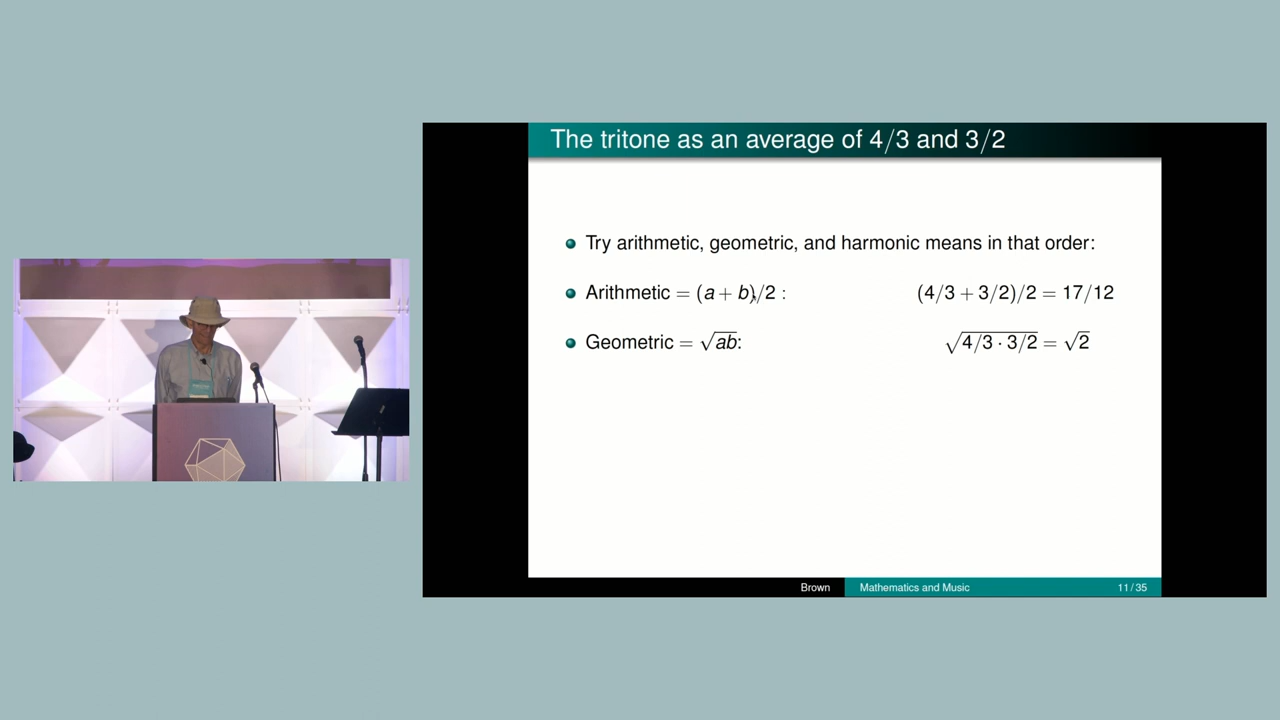 The tritone as an average of 4/3 and 3/2
Try arithmetic, geometric, and harmonic means in that order:
Arithmetic = (a + b)/2 : (4/3 + 3/2)/2 = 17/12
Geometric = √ab: √4/3 · 3/2 = √2
Brown Mathematics and Music 11/35